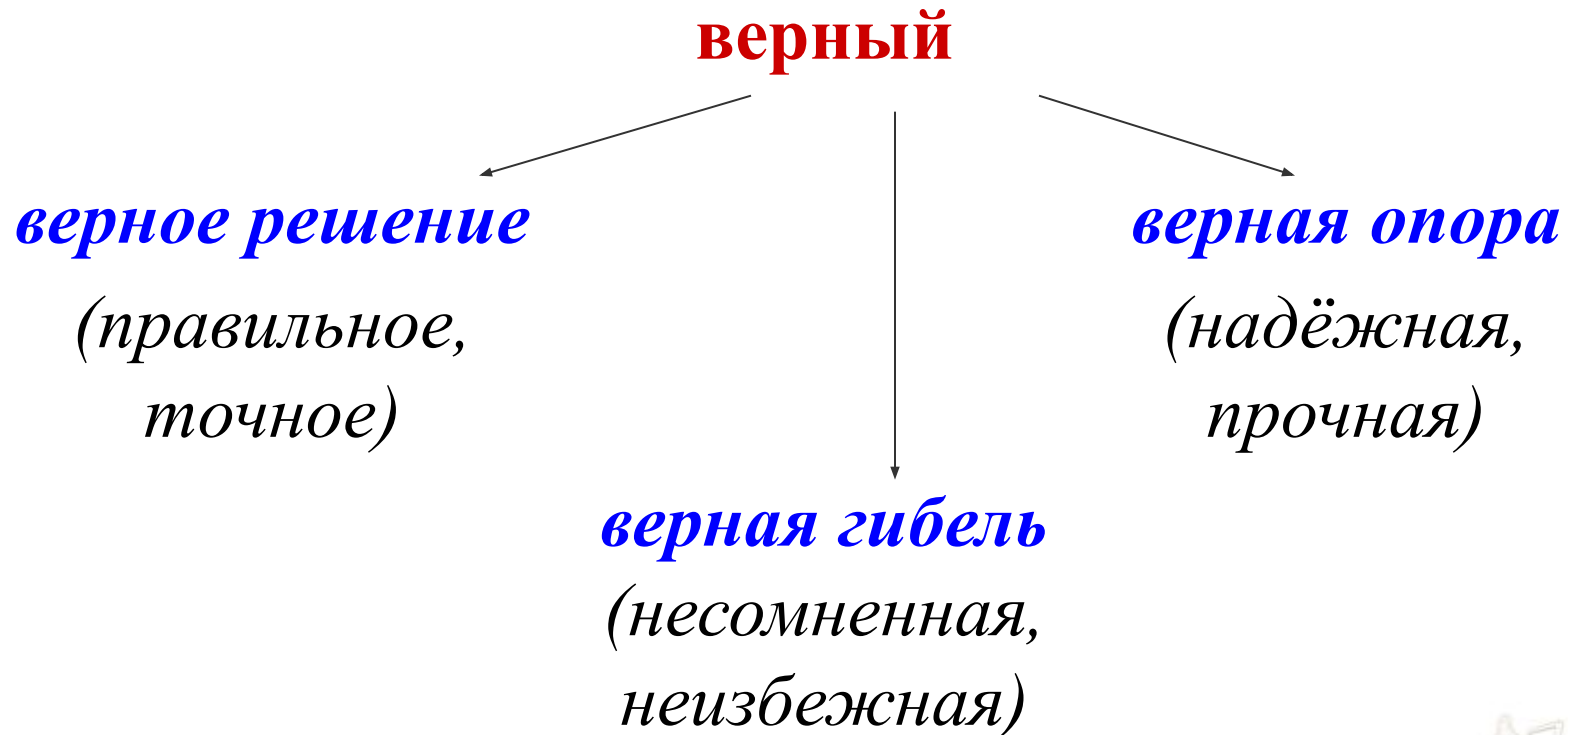 верный
верное решение
(правильное,
точное)
верная гибель
(несомненная,
неизбежная)
верная опора
(надёжная,
прочная)